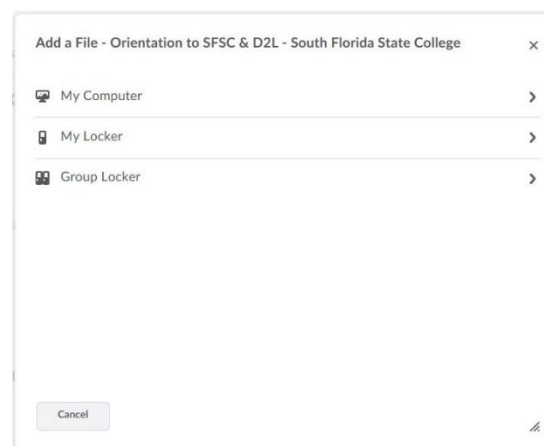 Add a File - Orientation to SFSC & D2L - South Florida State College
My Computer
My Locker
Group Locker
Cancel